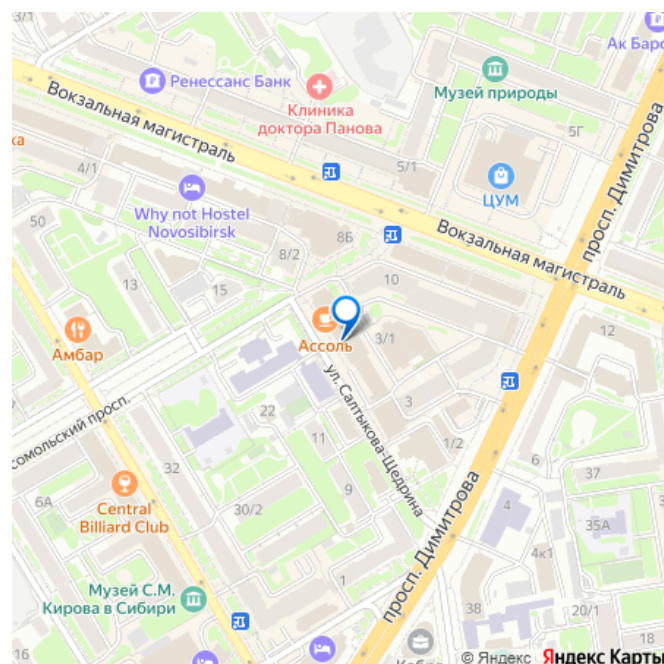 3/1
Ак Барс
Ренессанс Банк
Музей природы
Клиника
доктора Панова
Вокзальная магистраль
просп. Димитрова
5Г
ка
4/1
5/1
ЦУМ
Why not Hostel
Novosibirsk
50
8Б
8/2
Вокзальная магистраль
13
15
10
12
Амбар
Ассоль
3/1
ул. Салтыкова-Щедрина
сомольский просп.
22
3
11
1/2
6
32
37
9
6А
Central
Billiard Club
30/2
4
35А
просп. Димитрова
4к1
1
Музей С.М.
Кирова в Сибири
38
20/1
16
18
© Яндекс Яндекс Карты